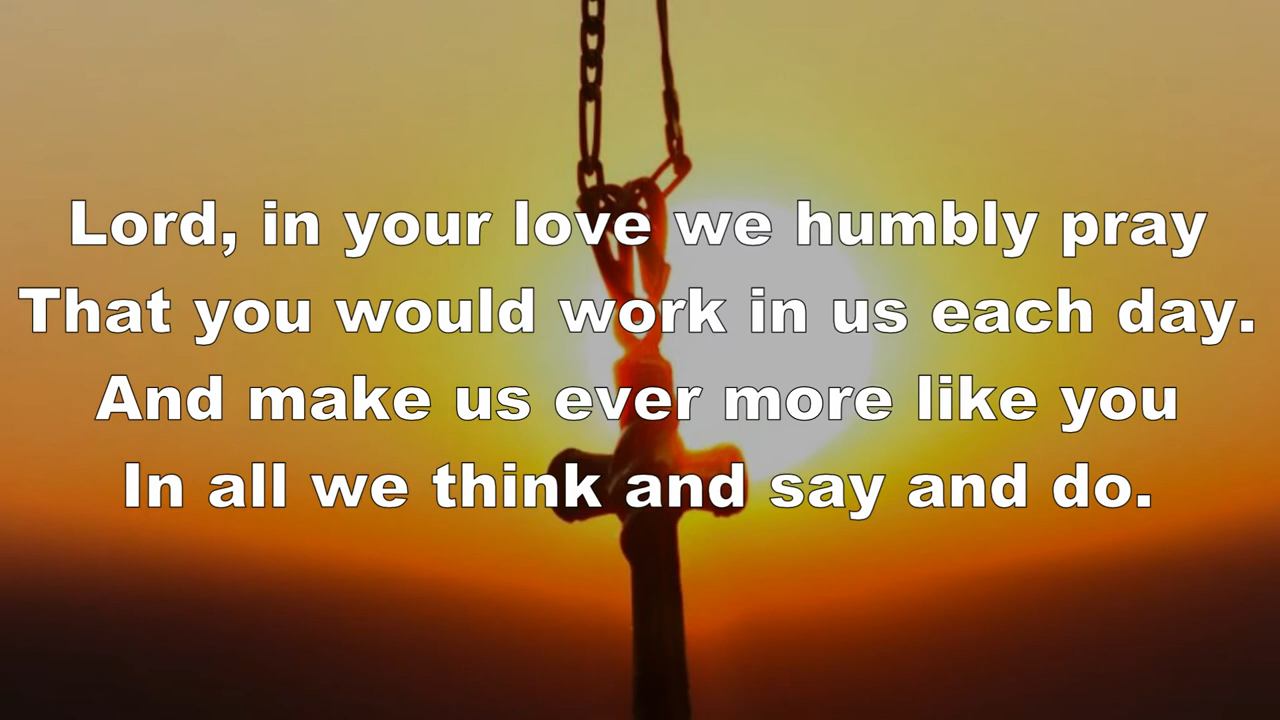 Lord, in your love we humbly pray
That you would work in us each day.
And make us ever more like you
In all we think and say and do.